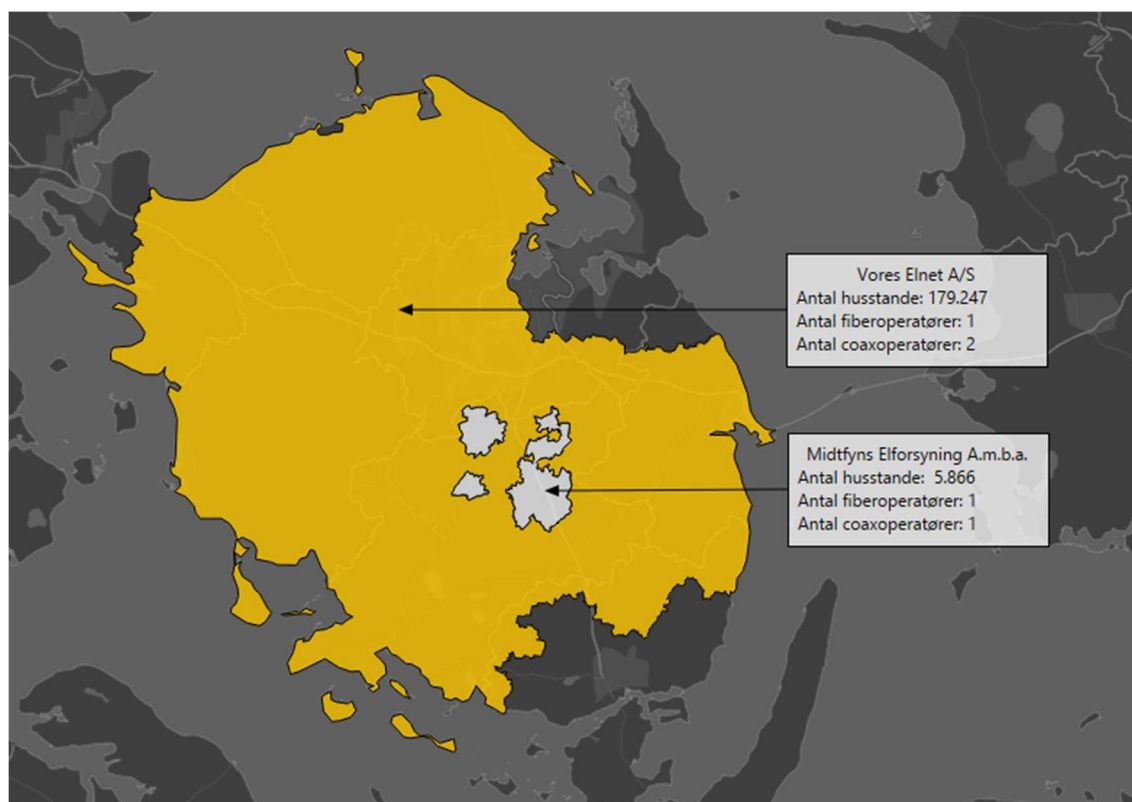 Vores Elnet A/S
Antal husstande: 179.247
Antal fiberoperatører: 1
Antal coaxoperatører: 2
Midtfyns Elforsyning A.m.b.a.
Antal husstande: 5.866
Antal fiberoperatører: 1
Antal coaxoperatører: 1